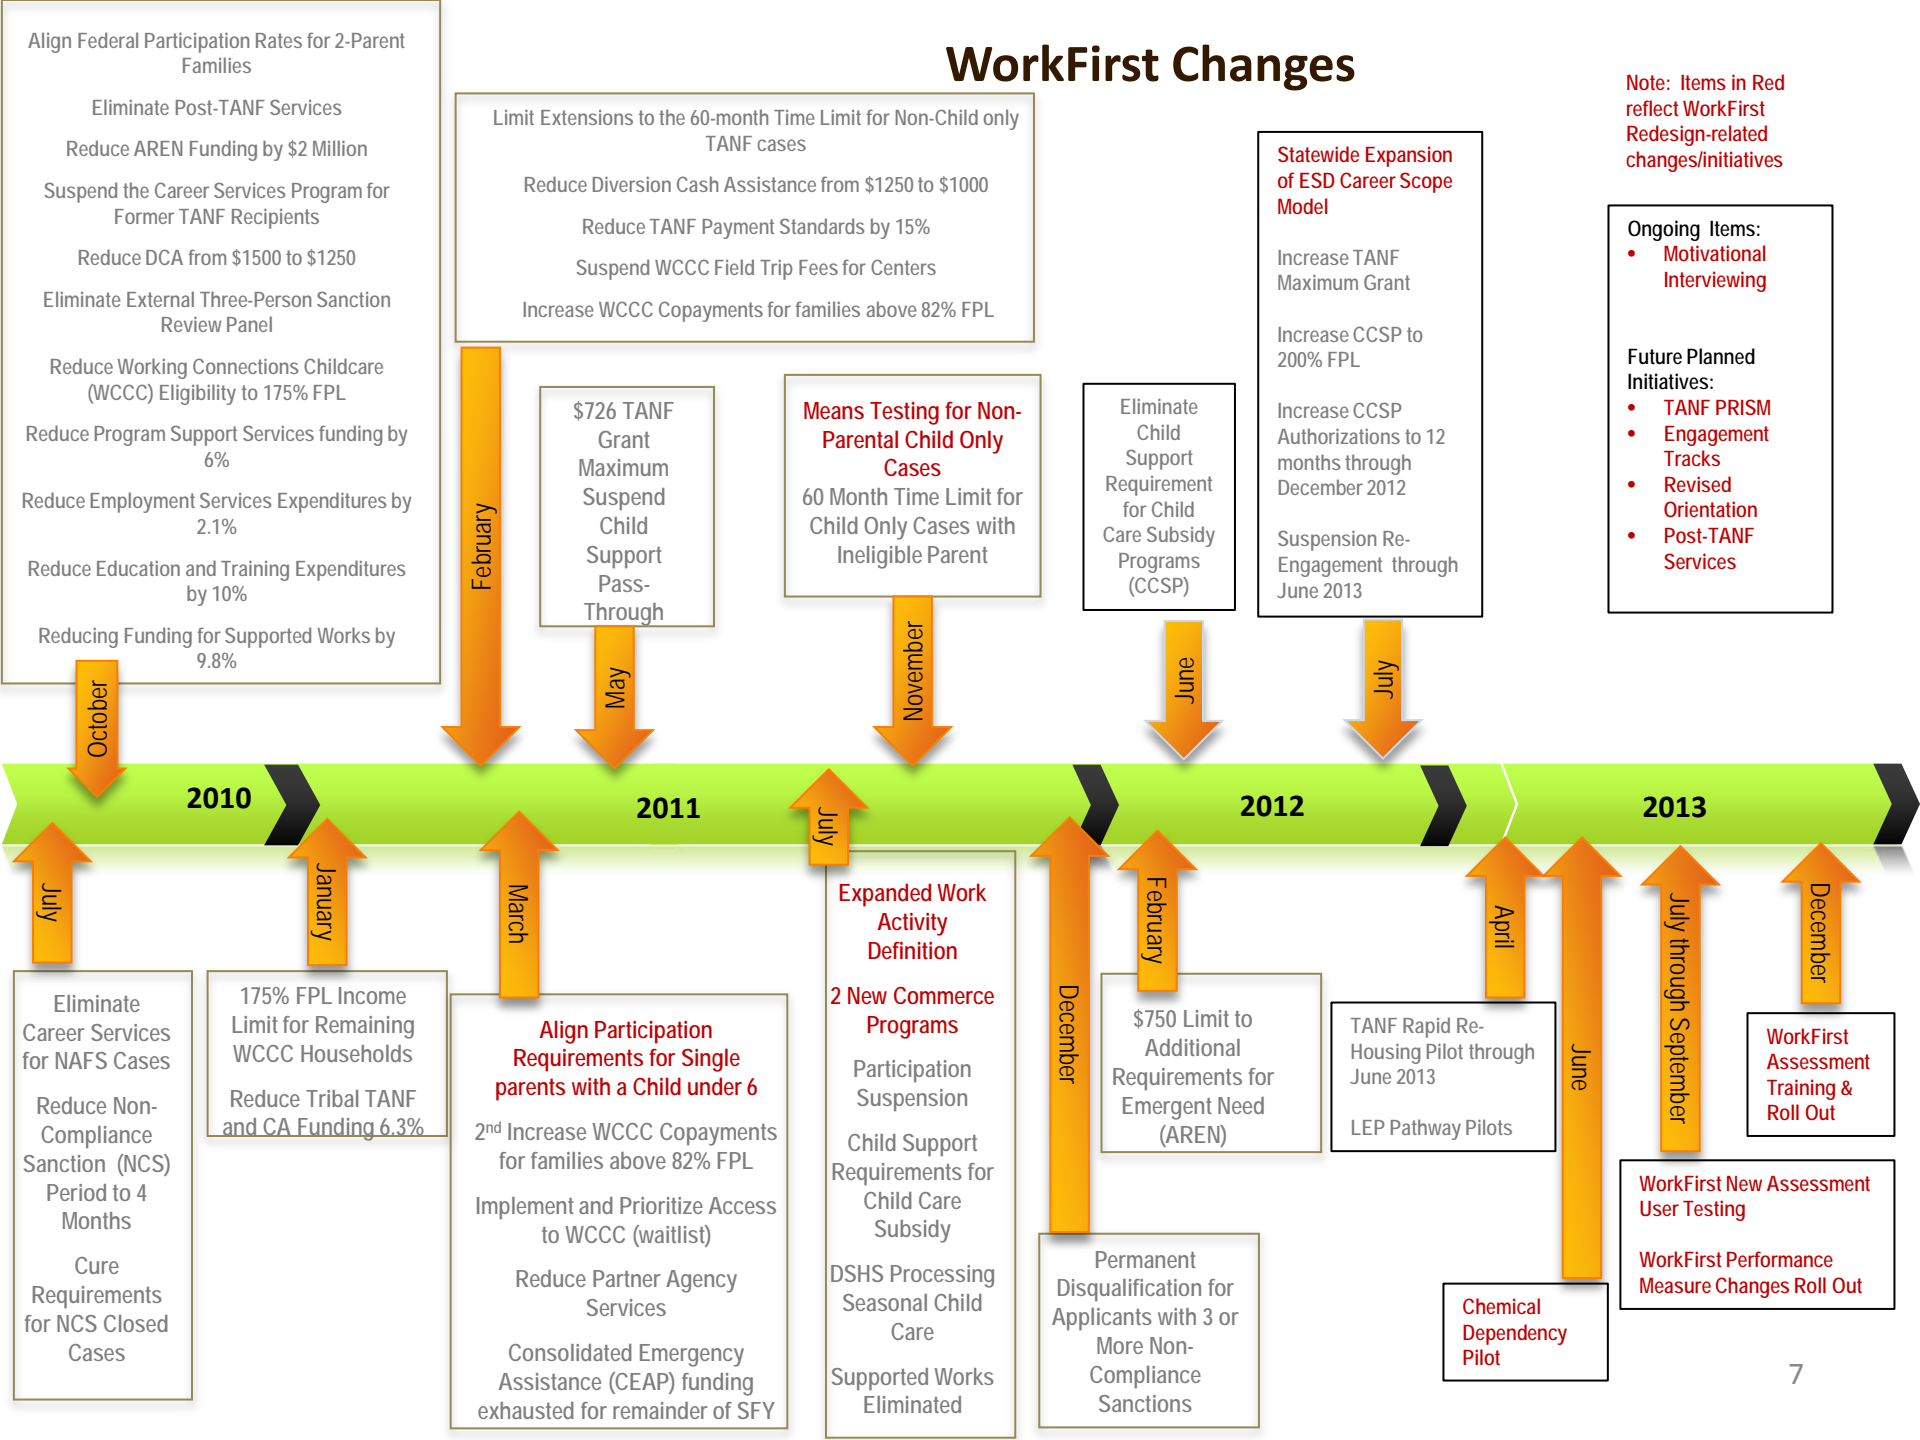 WorkFirst Changes
Note: Items in Red
reflect WorkFirst
Redesign-related
changes/initiatives
Align Federal Participation Rates for 2-Parent
Families
Eliminate Post-TANF Services
Reduce AREN Funding by $2 Million
Suspend the Career Services Program for
Former TANF Recipients
Reduce DCA from $1500 to $1250
Eliminate External Three-Person Sanction
Review Panel
Reduce Working Connections Childcare
(WCCC) Eligibility to 175% FPL
Reduce Program Support Services funding by
6%
Reduce Employment Services Expenditures by
2.1%
Reduce Education and Training Expenditures
by 10%
Reducing Funding for Supported Works by
9.8%
October
Limit Extensions to the 60-month Time Limit for Non-Child only
TANF cases
Reduce Diversion Cash Assistance from $1250 to $1000
Reduce TANF Payment Standards by 15%
Suspend WCCC Field Trip Fees for Centers
Increase WCCC Copayments for families above 82% FPL
February
$726 TANF
Grant
Maximum
Suspend
Child
Support
Pass-
Through
May
Means Testing for Non-
Parental Child Only
Cases
60 Month Time Limit for
Child Only Cases with
Ineligible Parent
November
Eliminate
Child
Support
Requirement
for Child
Care Subsidy
Programs
(CCSP)
June
Statewide Expansion
of ESD Career Scope
Model
Increase TANF
Maximum Grant
Increase CCSP to
200% FPL
Increase CCSP
Authorizations to 12
months through
December 2012
Suspension Re-
Engagement through
June 2013
July
Ongoing Items:
• Motivational
Interviewing
Future Planned
Initiatives:
• TANF PRISM
• Engagement
Tracks
• Revised
Orientation
• Post-TANF
Services
2010
2011
2012
2013
July
Eliminate
Career Services
for NAFS Cases
Reduce Non-
Compliance
Sanction (NCS)
Period to 4
Months
Cure
Requirements
for NCS Closed
Cases
January
175% FPL Income
Limit for Remaining
WCCC Households
Reduce Tribal TANF
and CA Funding 6.3%
March
Align Participation
Requirements for Single
parents with a Child under 6
2nd Increase WCCC Copayments
for families above 82% FPL
Implement and Prioritize Access
to WCCC (waitlist)
Reduce Partner Agency
Services
Consolidated Emergency
Assistance (CEAP) funding
exhausted for remainder of SFY
July
Expanded Work
Activity
Definition
2 New Commerce
Programs
Participation
Suspension
Child Support
Requirements for
Child Care
Subsidy
DSHS Processing
Seasonal Child
Care
Supported Works
Eliminated
December
Permanent
Disqualification for
Applicants with 3 or
More Non-
Compliance
Sanctions
February
$750 Limit to
Additional
Requirements for
Emergent Need
(AREN)
April
TANF Rapid Re-
Housing Pilot through
June 2013
LEP Pathway Pilots
June
Chemical
Dependency
Pilot
July through September
WorkFirst New Assessment
User Testing
WorkFirst Performance
Measure Changes Roll Out
December
WorkFirst
Assessment
Training &
Roll Out
7